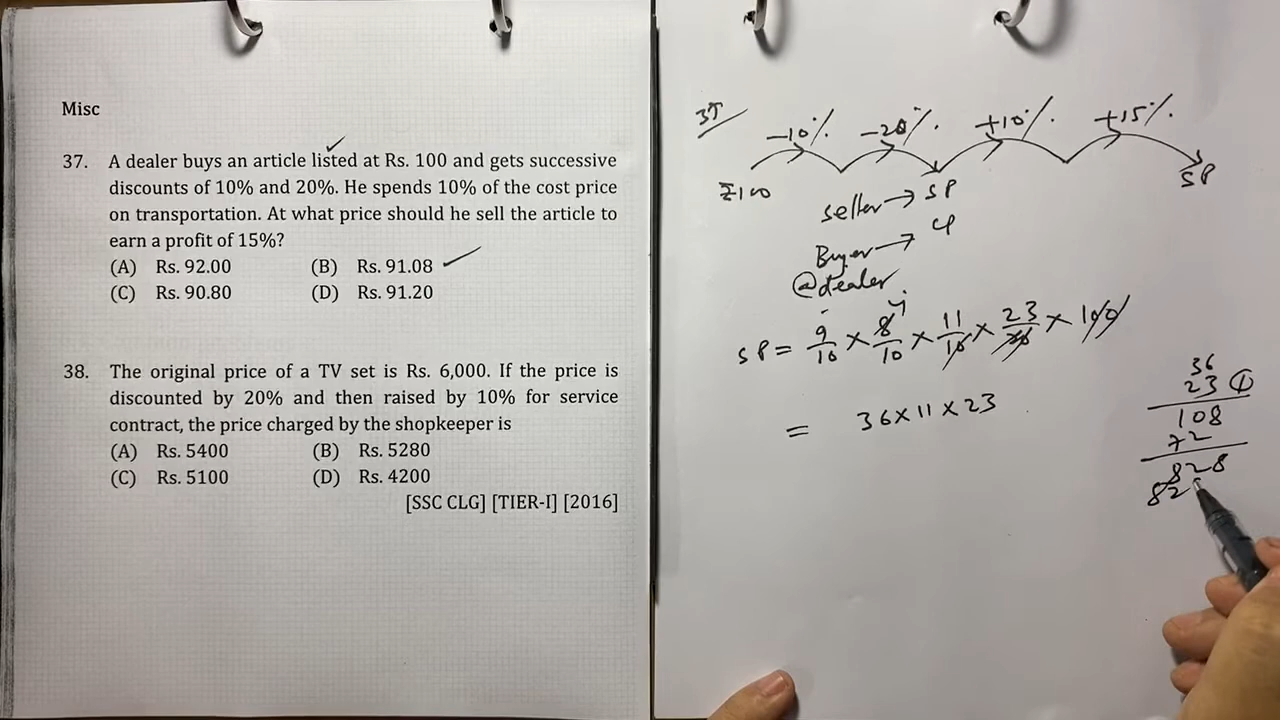 Misc
37. A dealer buys an article listed at Rs. 100 and gets successive
discounts of 10% and 20%. He spends 10% of the cost price
on transportation. At what price should he sell the article to
earn a profit of 15%?
(A) Rs. 92.00 (B) Rs. 91.08
(C) Rs. 90.80 (D) Rs. 91.20
38. The original price of a TV set is Rs. 6,000. If the price is
discounted by 20% and then raised by 10% for service
contract, the price charged by the shopkeeper is
(A) Rs. 5400 (B) Rs. 5280
(C) Rs. 5100 (D) Rs. 4200
[SSC CLG] [TIER-I] [2016]
37
-10% -20% +10% +15%
₹100 SP
seller → SP
Buyer → CP
@dealer
SP = 9/10 × 8/10 × 11/10 × 23/20 × 100
4
= 36 × 11 × 23
36
23 ①
108
72
828
828